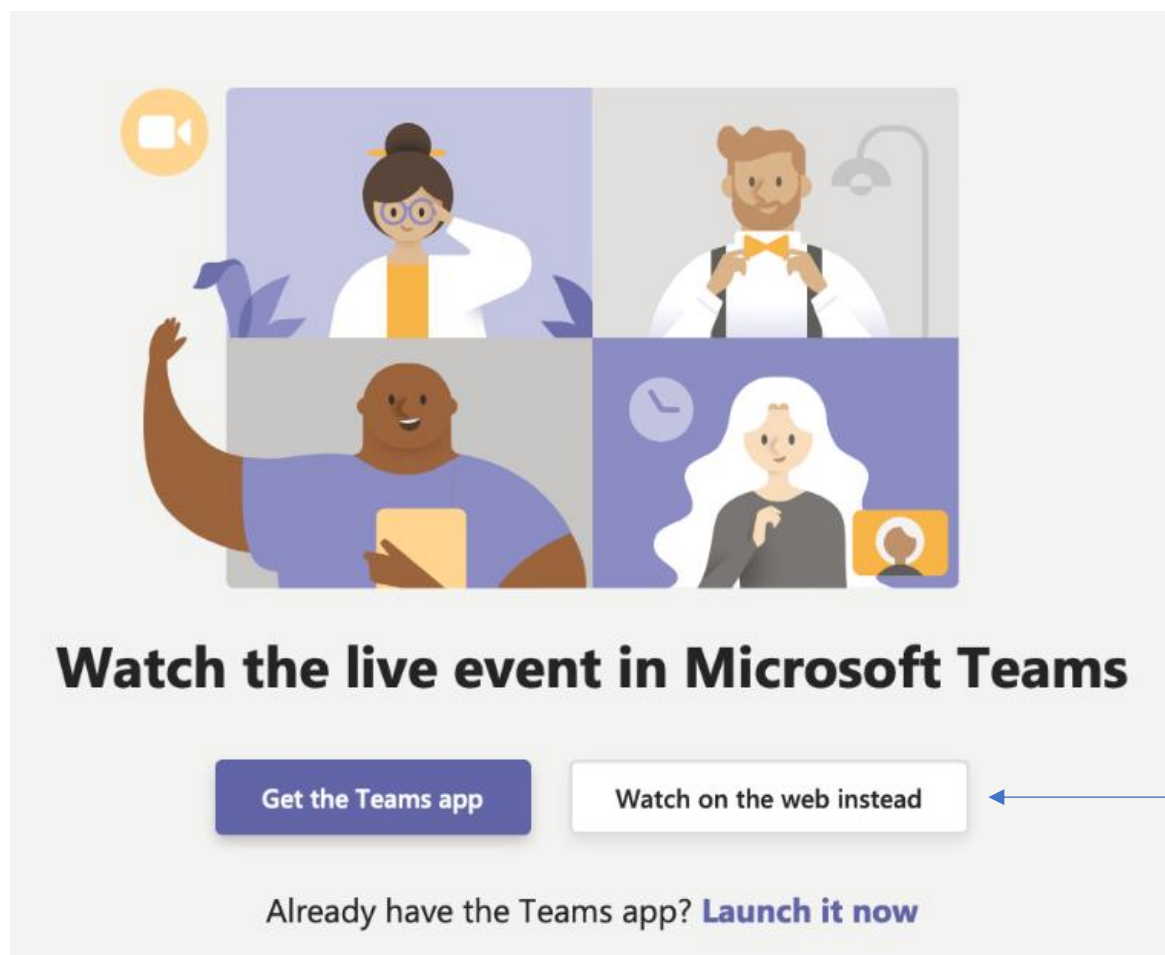 Watch the live event in Microsoft Teams
Get the Teams app
Watch on the web instead
Already have the Teams app? Launch it now